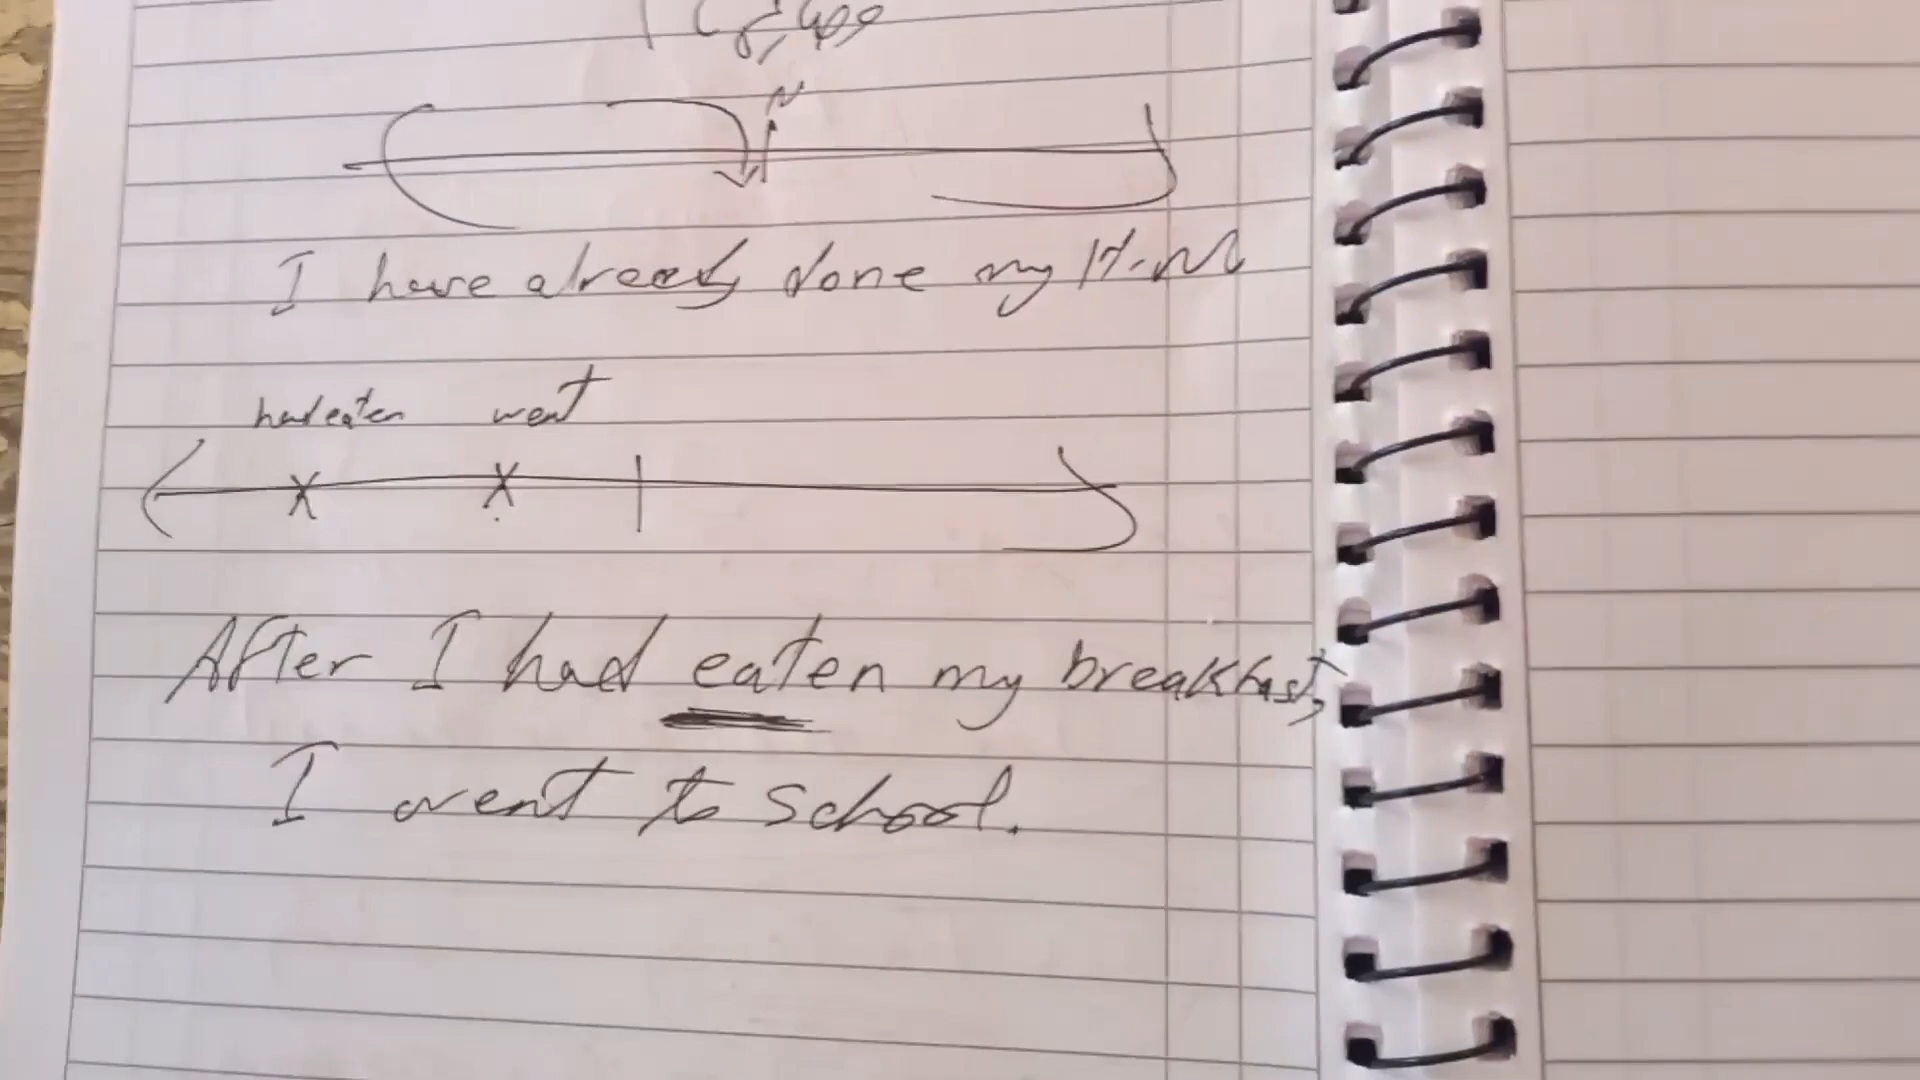 N
I have already done my H.W
had eaten went
After I had eaten my breakfast,
I went to school.